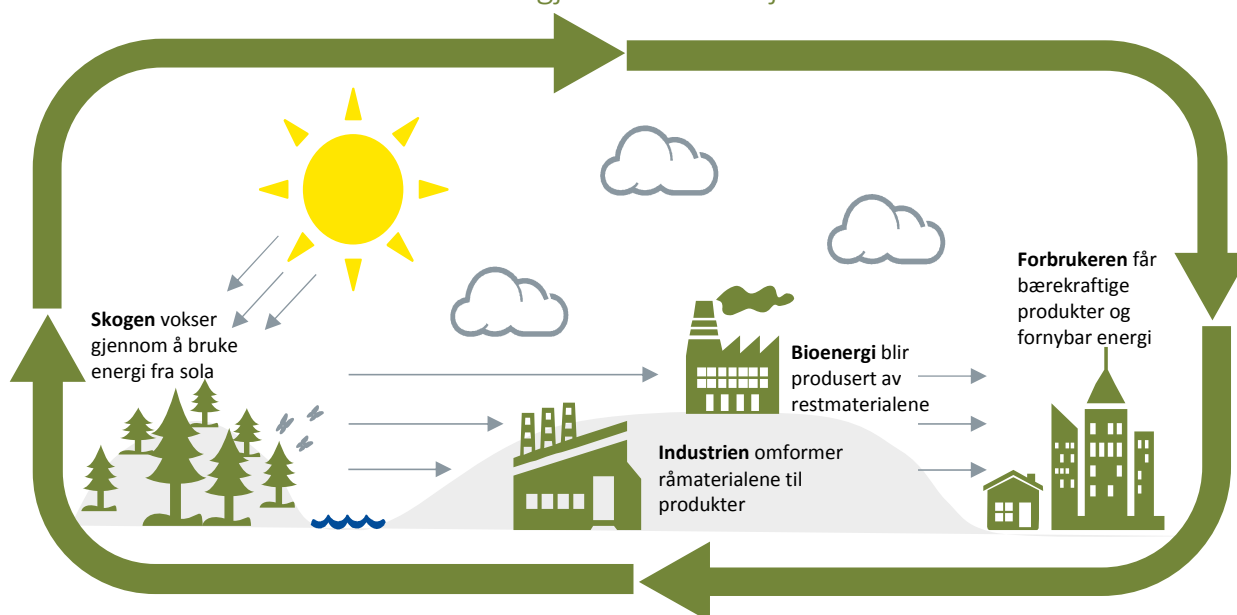 Skogen vokser
gjennom å bruke
energi fra sola
Bioenergi blir
produsert av
restmaterialene
Industrien omformer
råmaterialene til
produkter
Forbrukeren får
bærekraftige
produkter og
fornybar energi